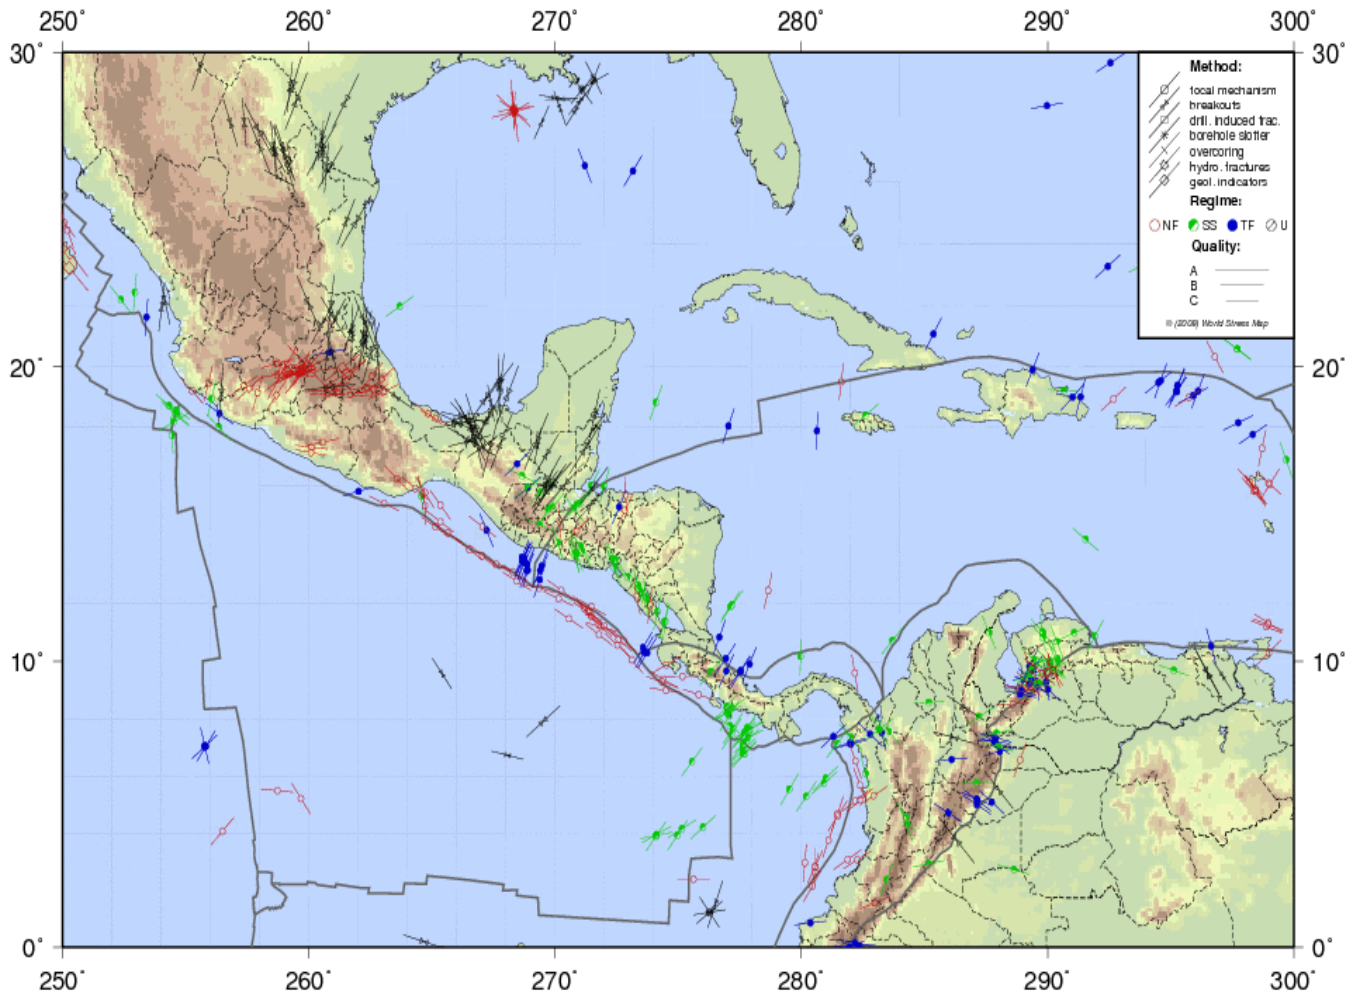 250˚ 260˚ 270˚ 280˚ 290˚ 300˚
30˚ 30˚
Method:
focal mechanism
breakouts
drill. induced frac.
borehole slotter
overcoring
hydro. fractures
geol. indicators
Regime:
NF SS TF U
Quality:
A
B
C
© (2008) World Stress Map
20˚ 20˚
10˚ 10˚
0˚ 0˚
250˚ 260˚ 270˚ 280˚ 290˚ 300˚